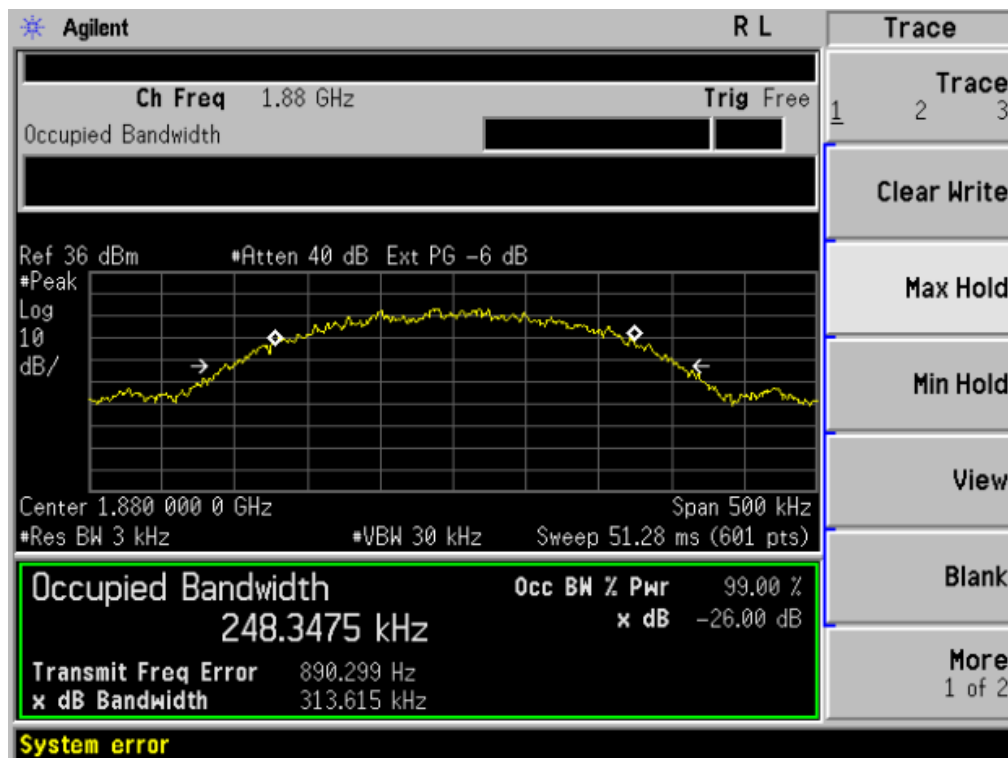 Agilent R L Trace
Ch Freq 1.88 GHz Trig Free
Occupied Bandwidth
Trace
1 2 3
Clear Write
Max Hold
Min Hold
View
Blank
More
1 of 2
Ref 36 dBm #Atten 40 dB Ext PG -6 dB
#Peak
Log
10
dB/
Center 1.880 000 0 GHz Span 500 kHz
#Res BW 3 kHz #VBW 30 kHz Sweep 51.28 ms (601 pts)
Occupied Bandwidth Occ BW % Pwr 99.00 %
248.3475 kHz x dB -26.00 dB
Transmit Freq Error 890.299 Hz
x dB Bandwidth 313.615 kHz
System error